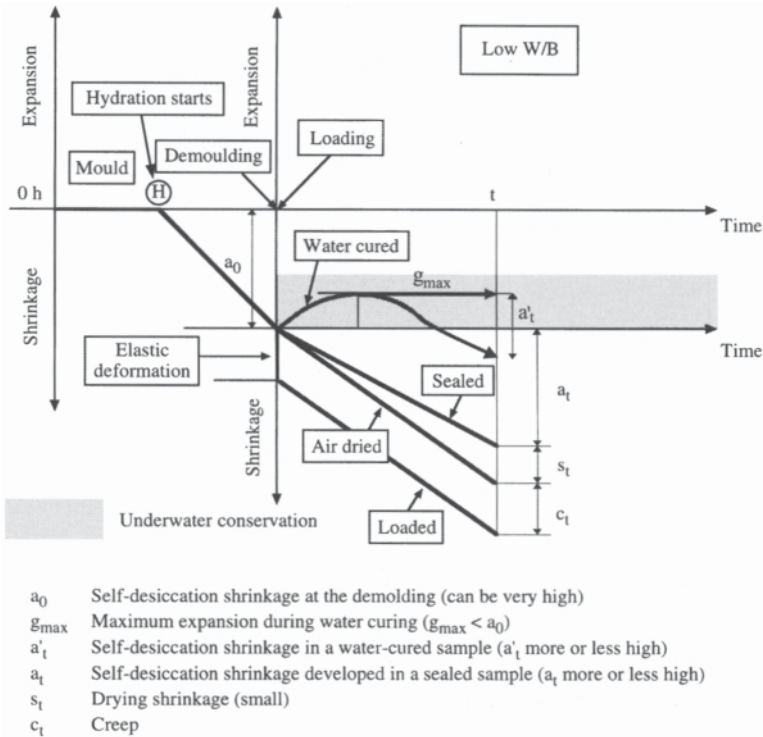 Low W/B
Expansion
Expansion
Hydration starts
Mould
Demoulding
Loading
0 h
H
t
Time
Shrinkage
a₀
Water cured
gmax
a't
Time
Elastic
deformation
Sealed
at
Shrinkage
Air dried
st
Loaded
ct
Underwater conservation
a₀ Self-desiccation shrinkage at the demolding (can be very high)
gmax Maximum expansion during water curing (gmax < a₀)
a't Self-desiccation shrinkage in a water-cured sample (a't more or less high)
at Self-desiccation shrinkage developed in a sealed sample (at more or less high)
st Drying shrinkage (small)
ct Creep